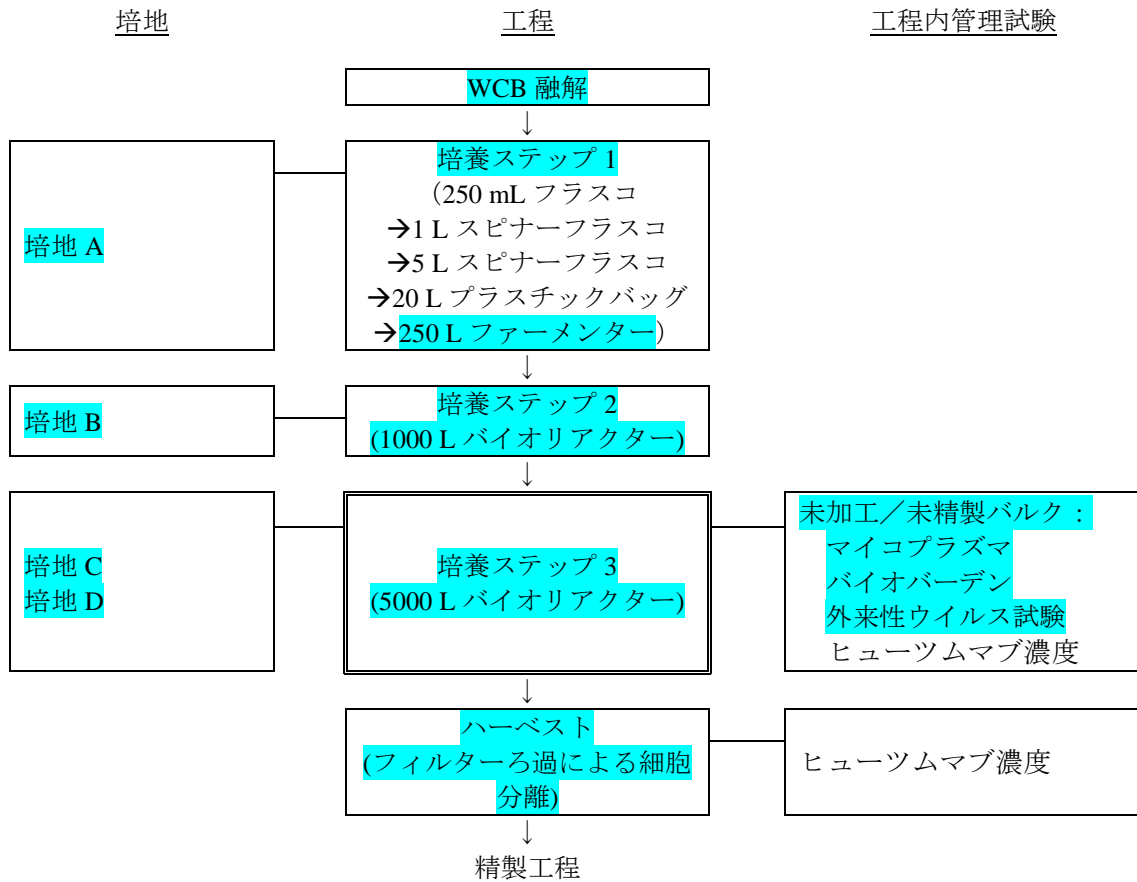 培地
工程
工程内管理試験
WCB 融解
↓
培地 A
培養ステップ 1
（250 mL フラスコ
→1 L スピナーフラスコ
→5 L スピナーフラスコ
→20 L プラスチックバッグ
→250 L ファーメンター）
↓
培地 B
培養ステップ 2
(1000 L バイオリアクター)
↓
培地 C
培地 D
培養ステップ 3
(5000 L バイオリアクター)
未加工／未精製バルク：
マイコプラズマ
バイオバーデン
外来性ウイルス試験
ヒューツムマブ濃度
↓
ハーベスト
(フィルターろ過による細胞
分離)
ヒューツムマブ濃度
↓
精製工程